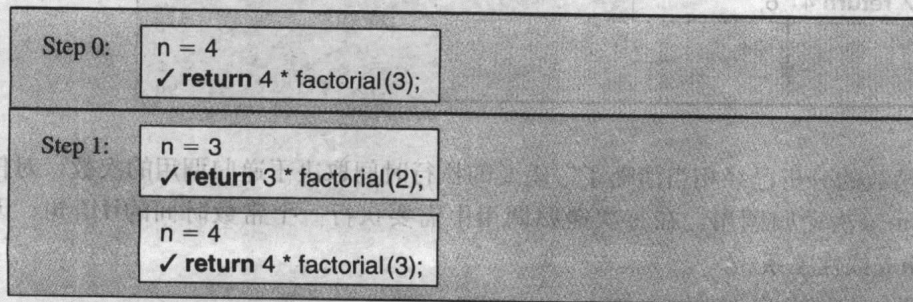 Step 0:
n = 4
✓ return 4 * factorial(3);
Step 1:
n = 3
✓ return 3 * factorial(2);
n = 4
✓ return 4 * factorial(3);